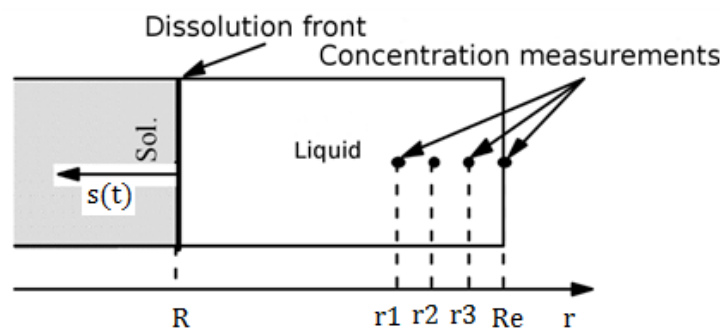 Dissolution front
Concentration measurements
Sol.
Liquid
s(t)
R r1 r2 r3 Re r